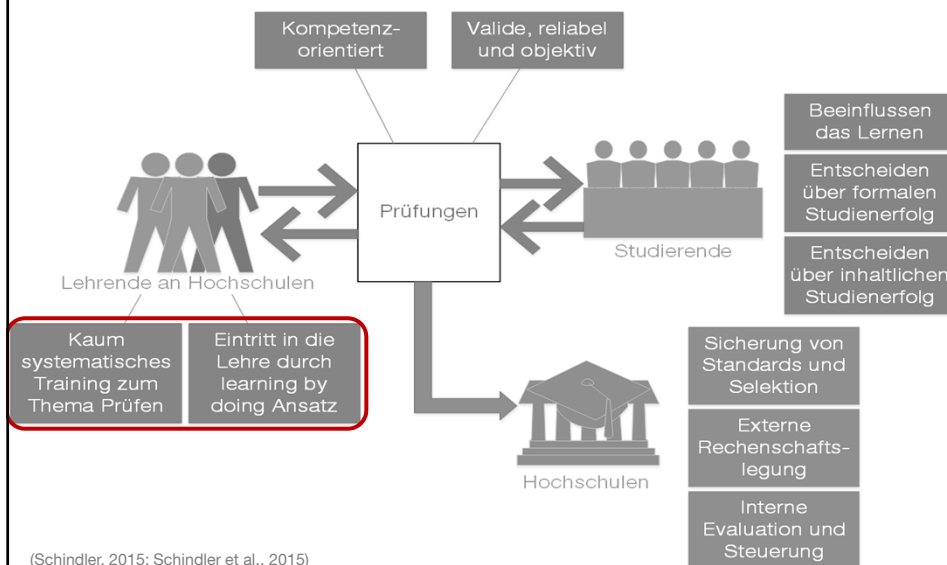 Kompetenz-
orientiert
Valide, reliabel
und objektiv
Prüfungen
Lehrende an Hochschulen
Kaum
systematisches
Training zum
Thema Prüfen
Eintritt in die
Lehre durch
learning by
doing Ansatz
Studierende
Beeinflussen
das Lernen
Entscheiden
über formalen
Studienerfolg
Entscheiden
über inhaltlichen
Studienerfolg
Hochschulen
Sicherung von
Standards und
Selektion
Externe
Rechenschafts-
legung
Interne
Evaluation und
Steuerung
(Schindler, 2015; Schindler et al., 2015)